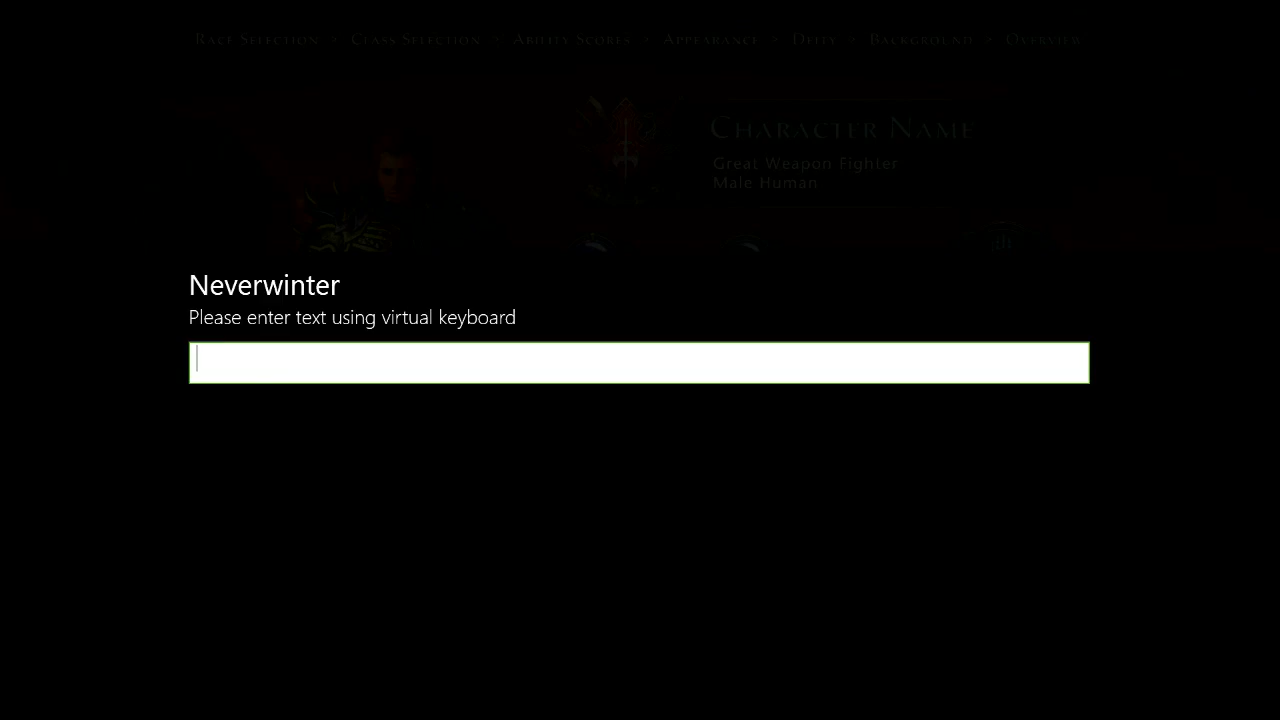 Race Selection > Class Selection > Ability Scores > Appearance > Deity > Background > Overview
Character Name
Great Weapon Fighter
Male Human
Neverwinter
Please enter text using virtual keyboard